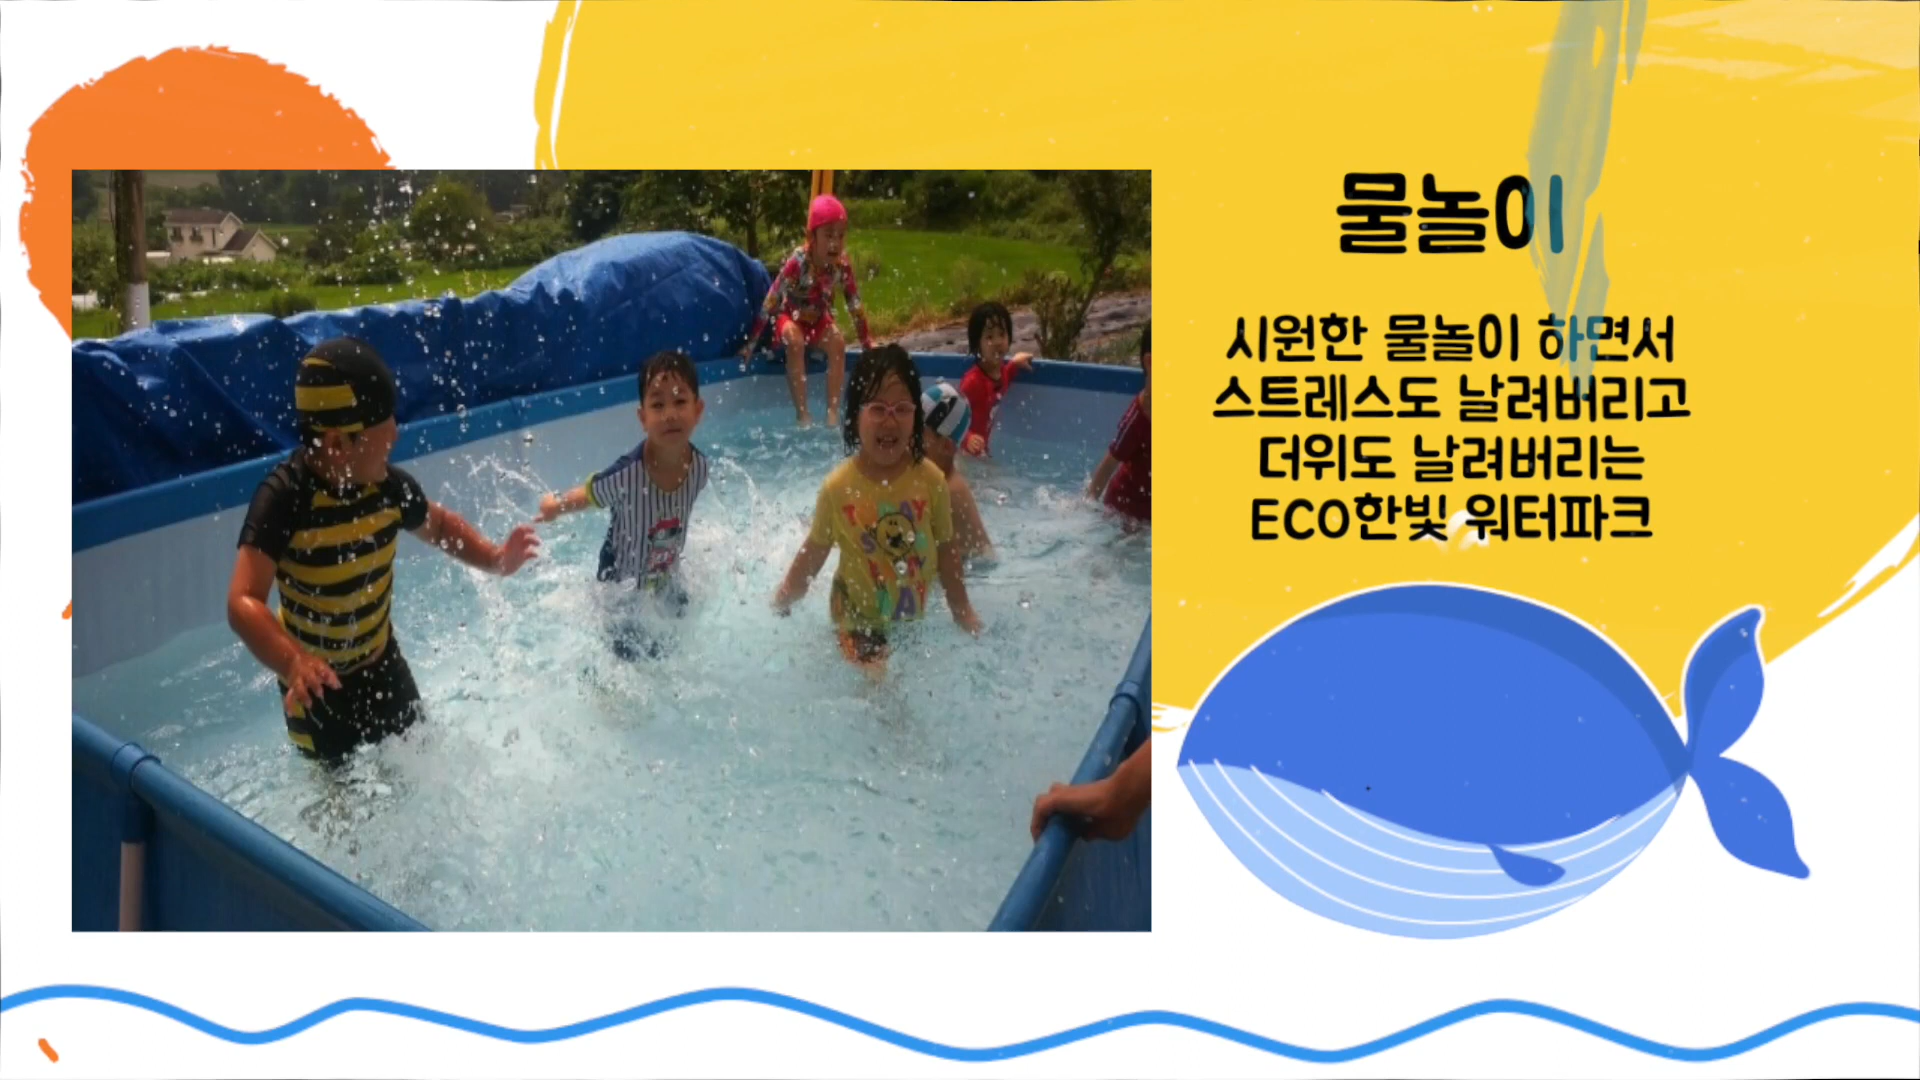 물놀이
시원한 물놀이 하면서
스트레스도 날려버리고
더위도 날려버리는
ECO한빛 워터파크